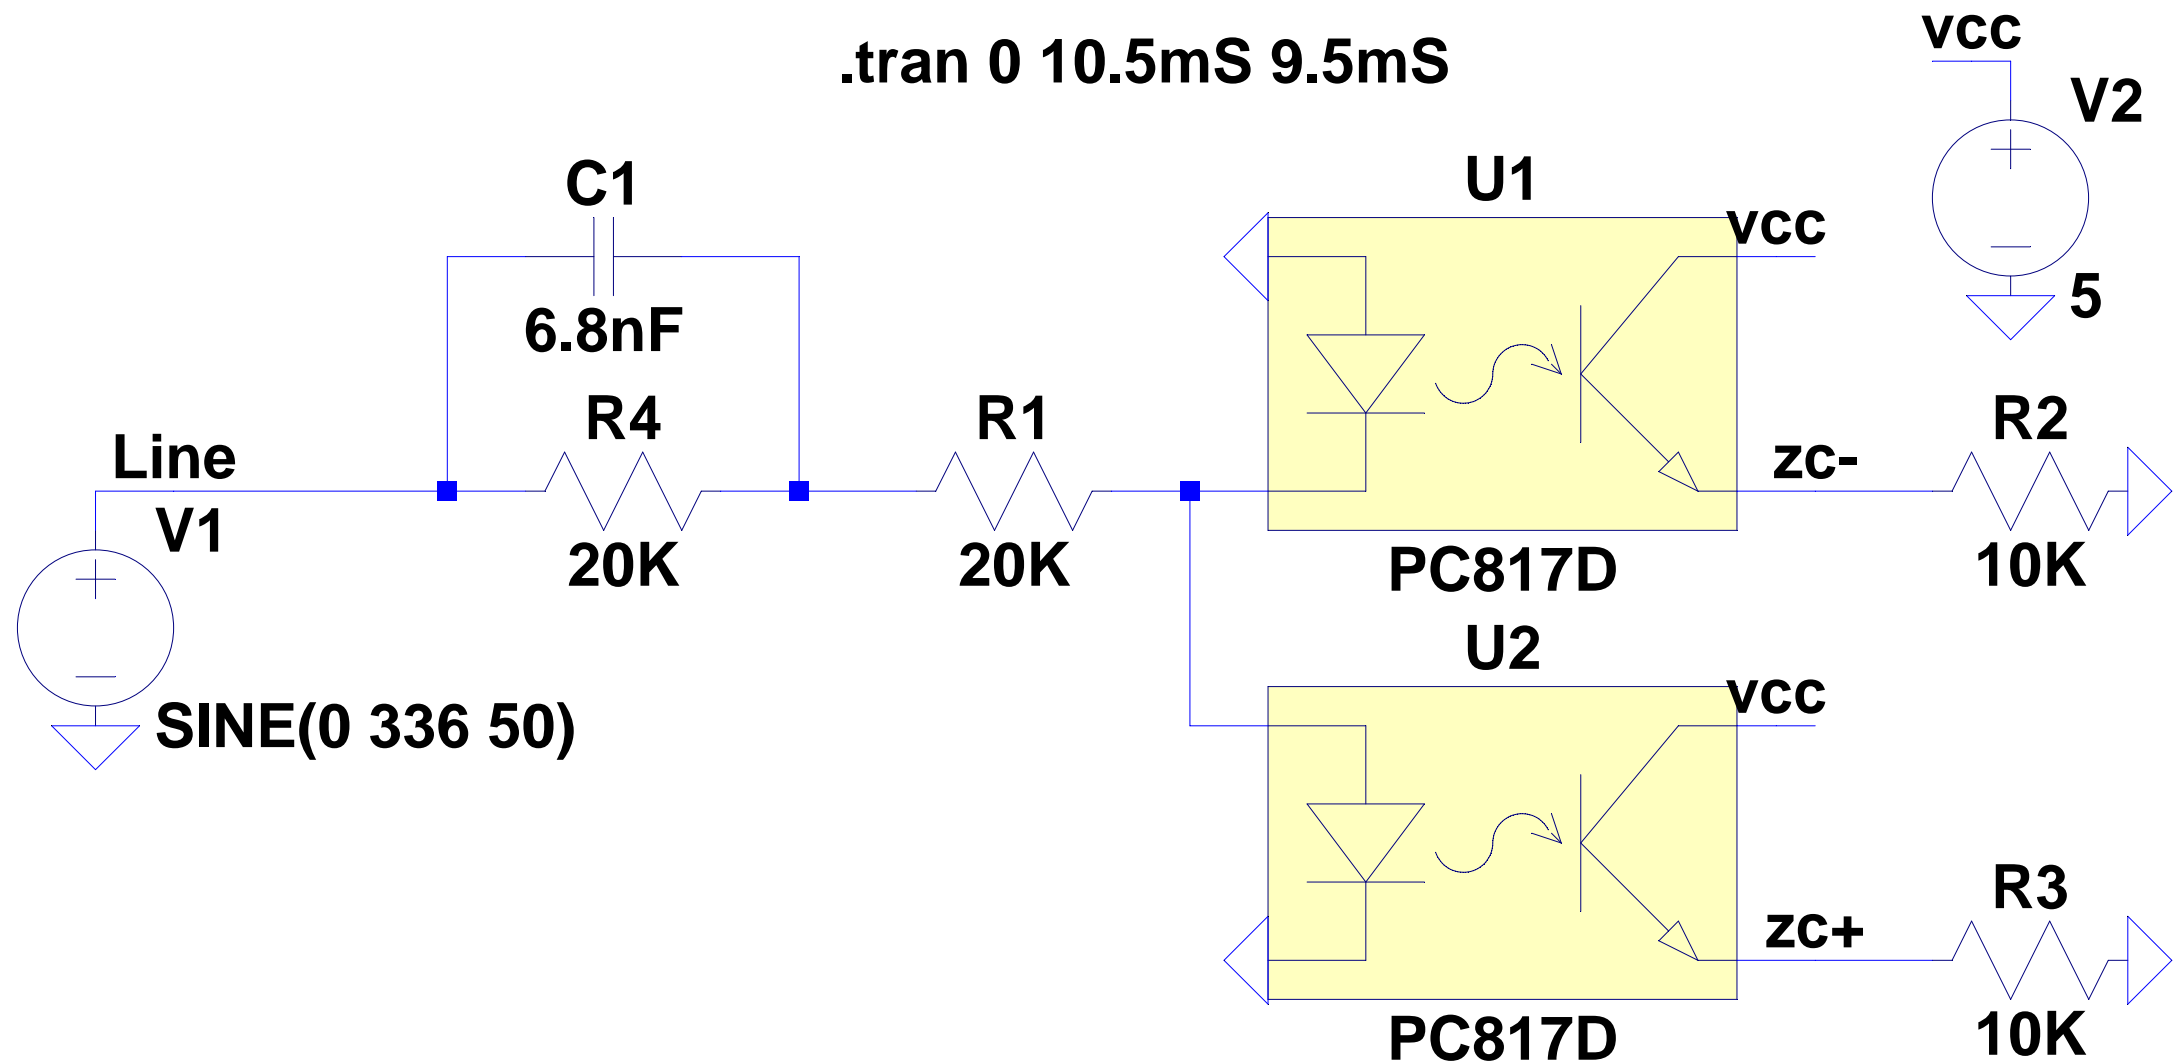 .tran 0 10.5mS 9.5mS
vcc
V2
5
C1
6.8nF
R4
20K
R1
20K
Line
V1
SINE(0 336 50)
U1
vcc
zc-
PC817D
R2
10K
U2
vcc
zc+
PC817D
R3
10K